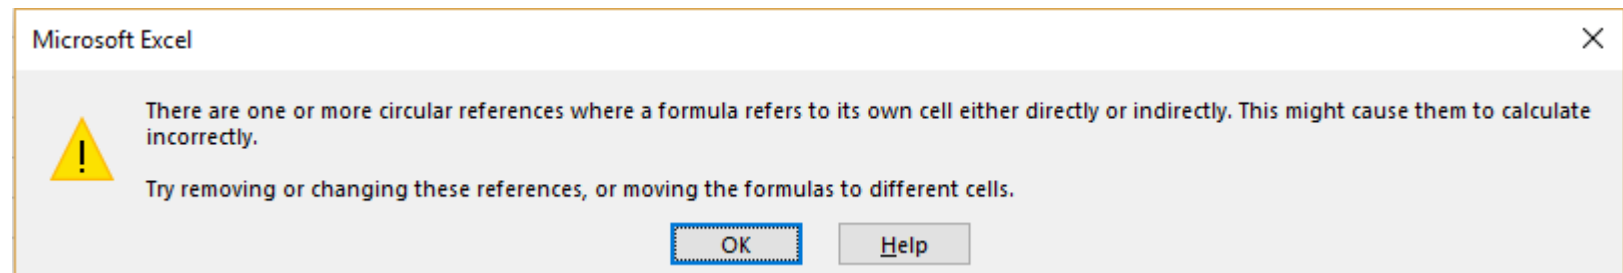 Microsoft Excel
There are one or more circular references where a formula refers to its own cell either directly or indirectly. This might cause them to calculate
incorrectly.
Try removing or changing these references, or moving the formulas to different cells.
OK
Help